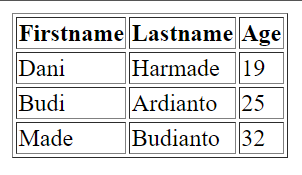 Firstname Lastname Age
Dani Harmade 19
Budi Ardianto 25
Made Budianto 32